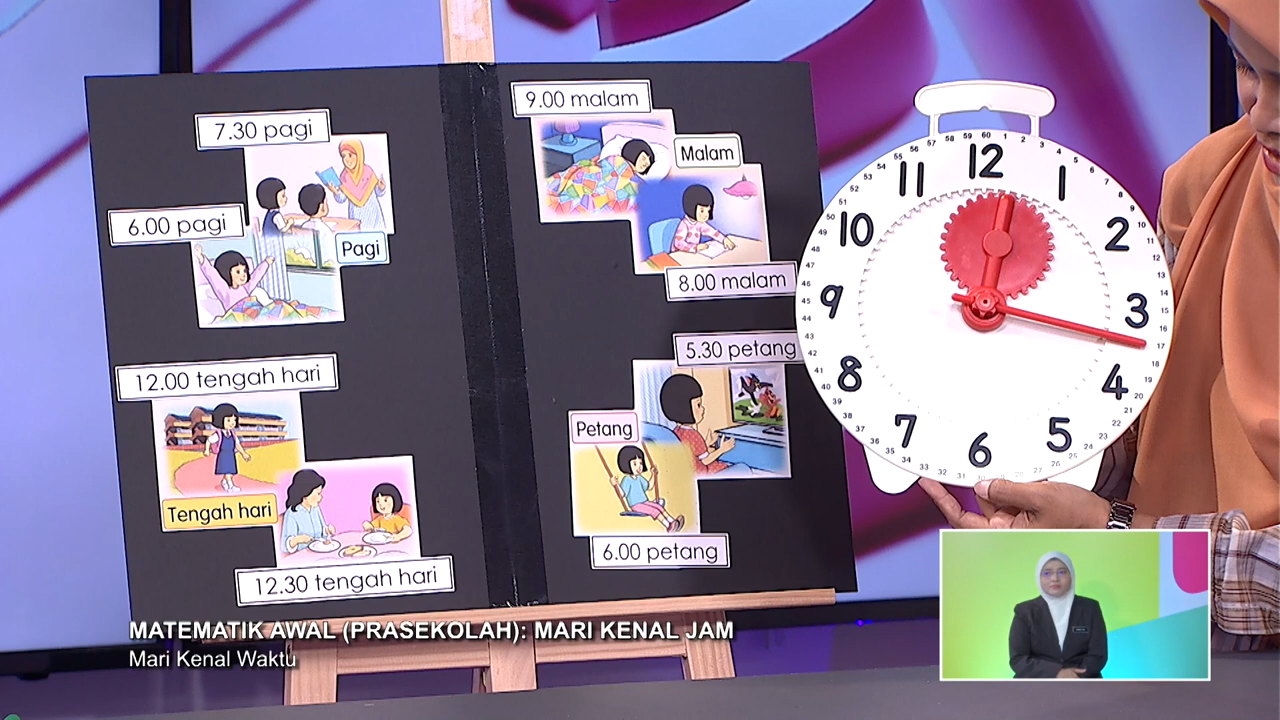 7.30 pagi
6.00 pagi
Pagi
12.00 tengah hari
Tengah hari
12.30 tengah hari
9.00 malam
Malam
8.00 malam
5.30 petang
Petang
6.00 petang
12
1
2
3
4
5
6
7
8
9
10
11
MATEMATIK AWAL (PRASEKOLAH): MARI KENAL JAM
Mari Kenal Waktu